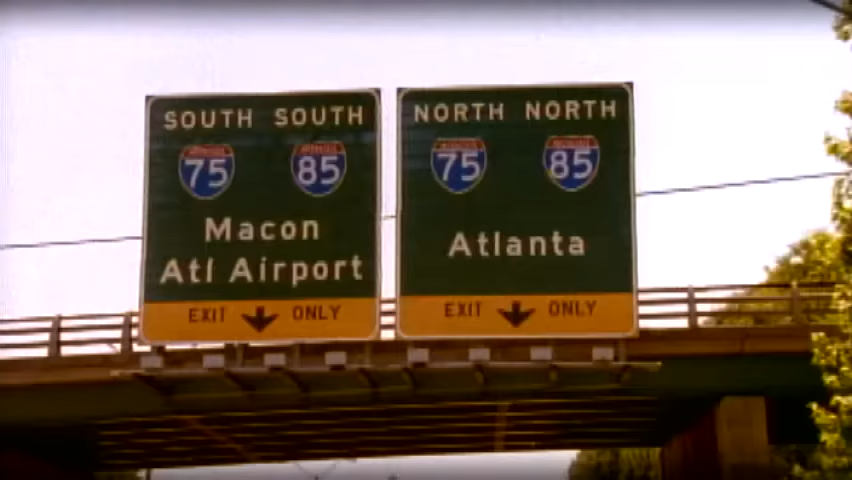 SOUTH SOUTH
75 85
Macon
Atl Airport
EXIT ONLY
NORTH NORTH
75 85
Atlanta
EXIT ONLY